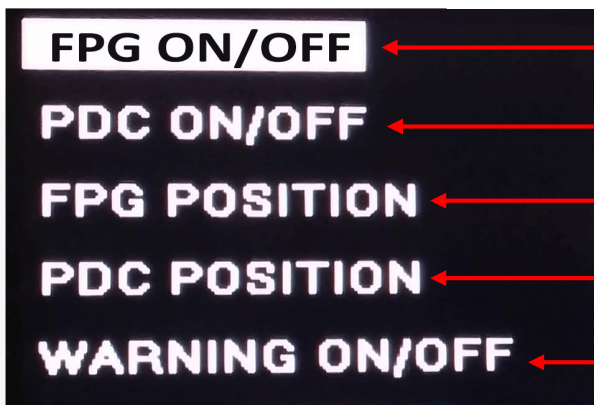 FPG ON/OFF
PDC ON/OFF
FPG POSITION
PDC POSITION
WARNING ON/OFF